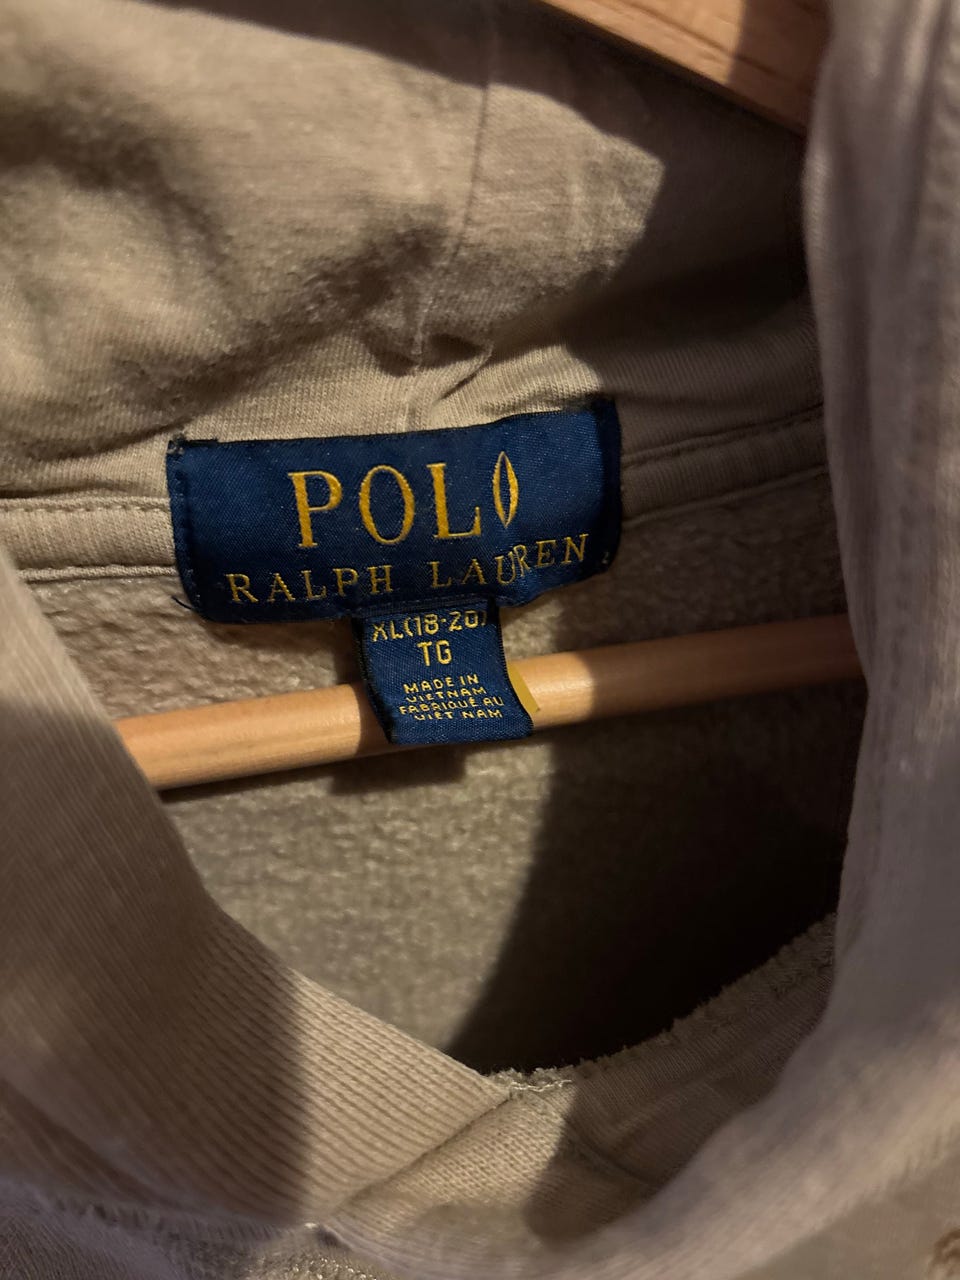 POLO
RALPH LAUREN
XL(18-20)
TG
MADE IN
VIETNAM
FABRIQUÉ AU
VIET NAM